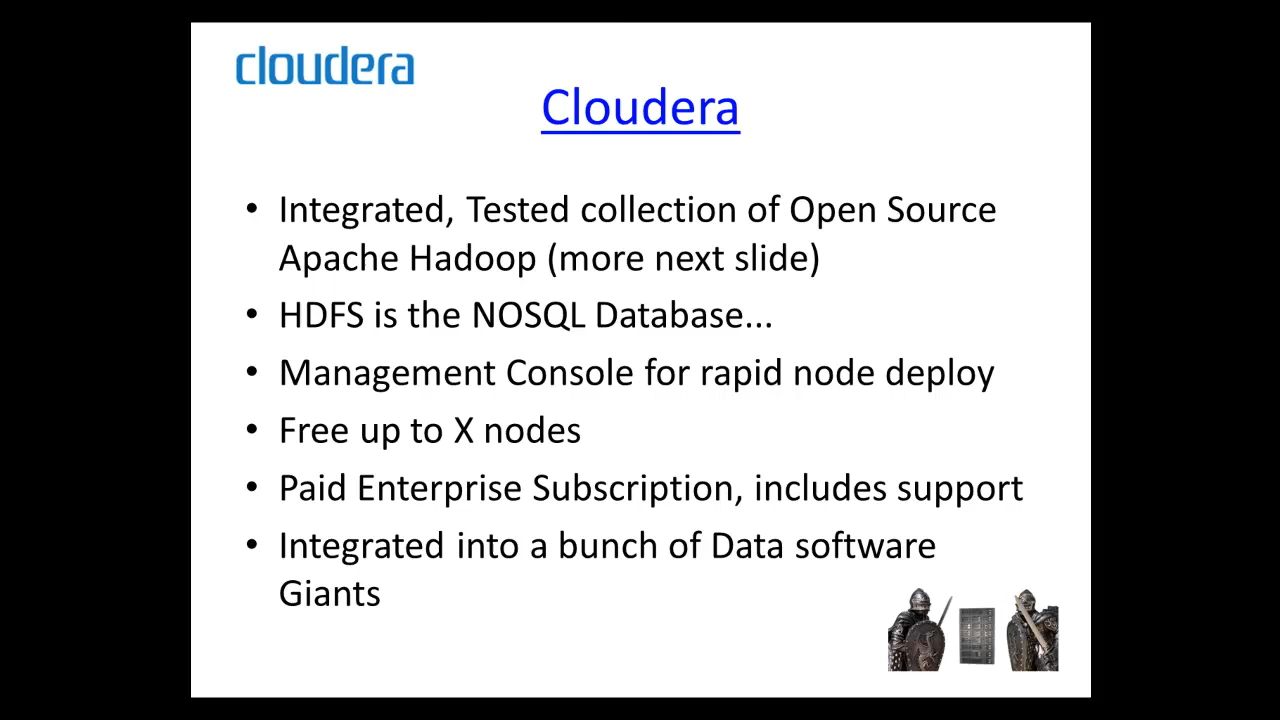 cloudera
Cloudera
• Integrated, Tested collection of Open Source
Apache Hadoop (more next slide)
• HDFS is the NOSQL Database...
• Management Console for rapid node deploy
• Free up to X nodes
• Paid Enterprise Subscription, includes support
• Integrated into a bunch of Data software
Giants